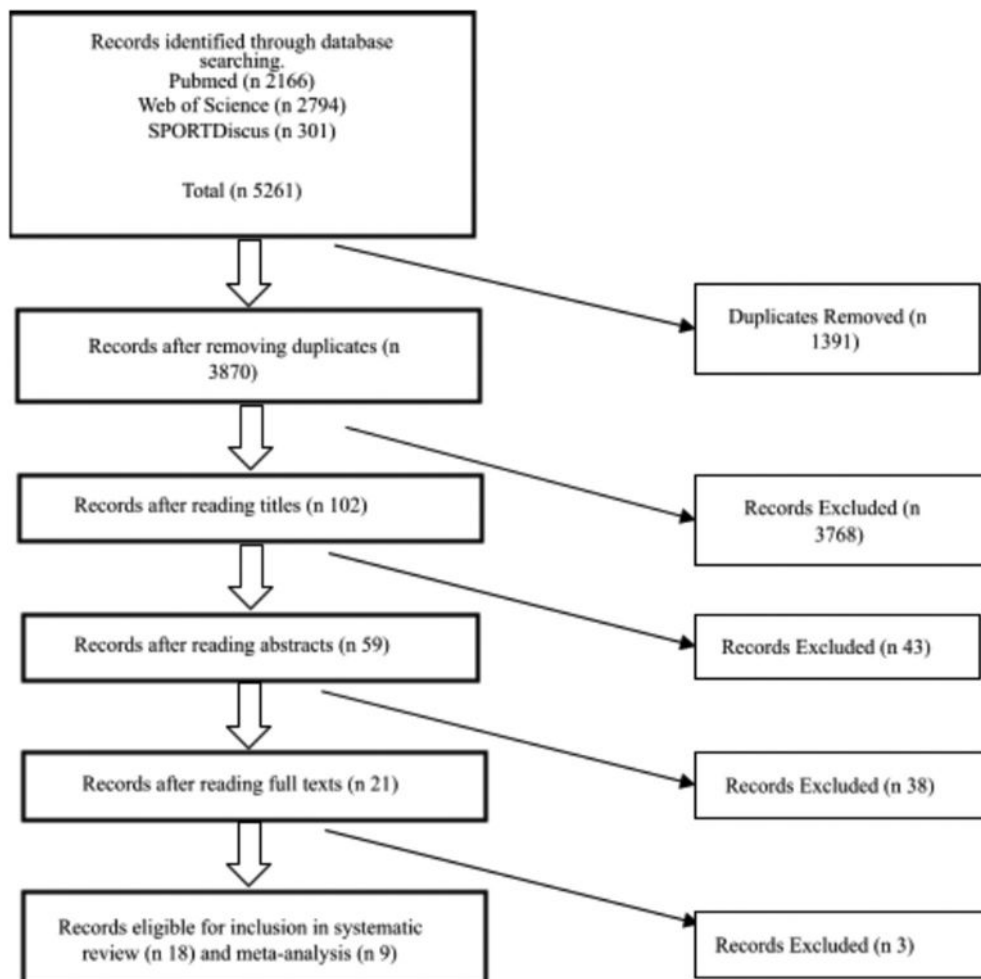 Records identified through database
searching.
Pubmed (n 2166)
Web of Science (n 2794)
SPORTDiscus (n 301)
Total (n 5261)
Duplicates Removed (n
1391)
Records after removing duplicates (n
3870)
Records after reading titles (n 102)
Records Excluded (n
3768)
Records after reading abstracts (n 59)
Records Excluded (n 43)
Records after reading full texts (n 21)
Records Excluded (n 38)
Records eligible for inclusion in systematic
review (n 18) and meta-analysis (n 9)
Records Excluded (n 3)